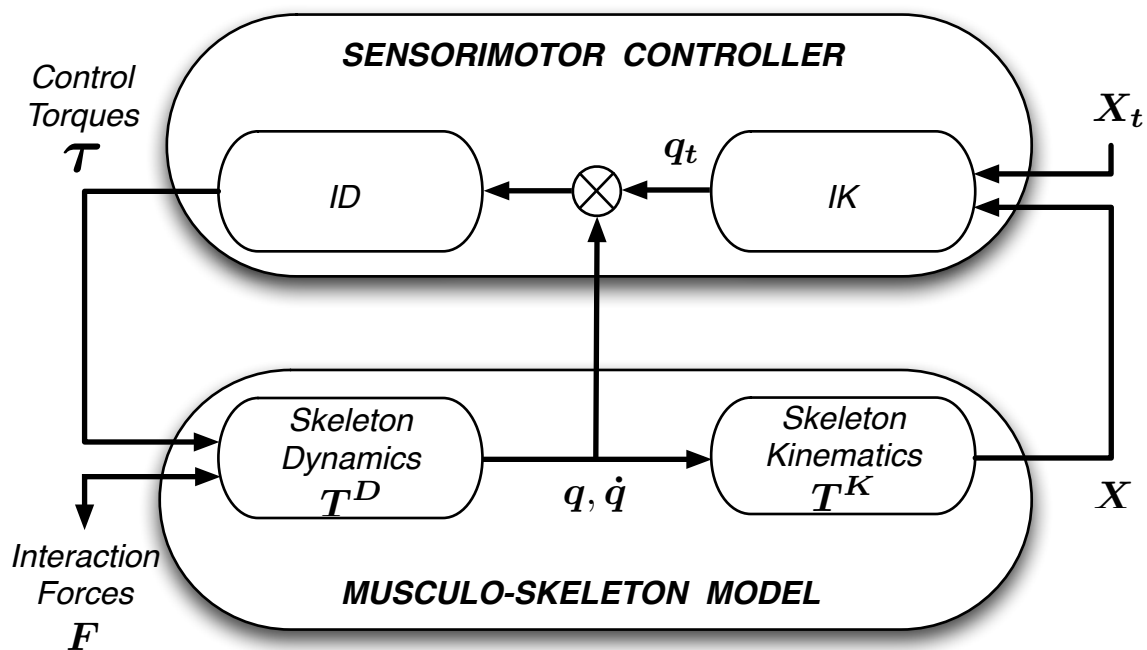 SENSORIMOTOR CONTROLLER
Control
Torques
τ
X_t
q_t
ID
IK
Skeleton
Dynamics
T^D
Skeleton
Kinematics
T^K
q, q̇
X
Interaction
Forces
F
MUSCULO-SKELETON MODEL